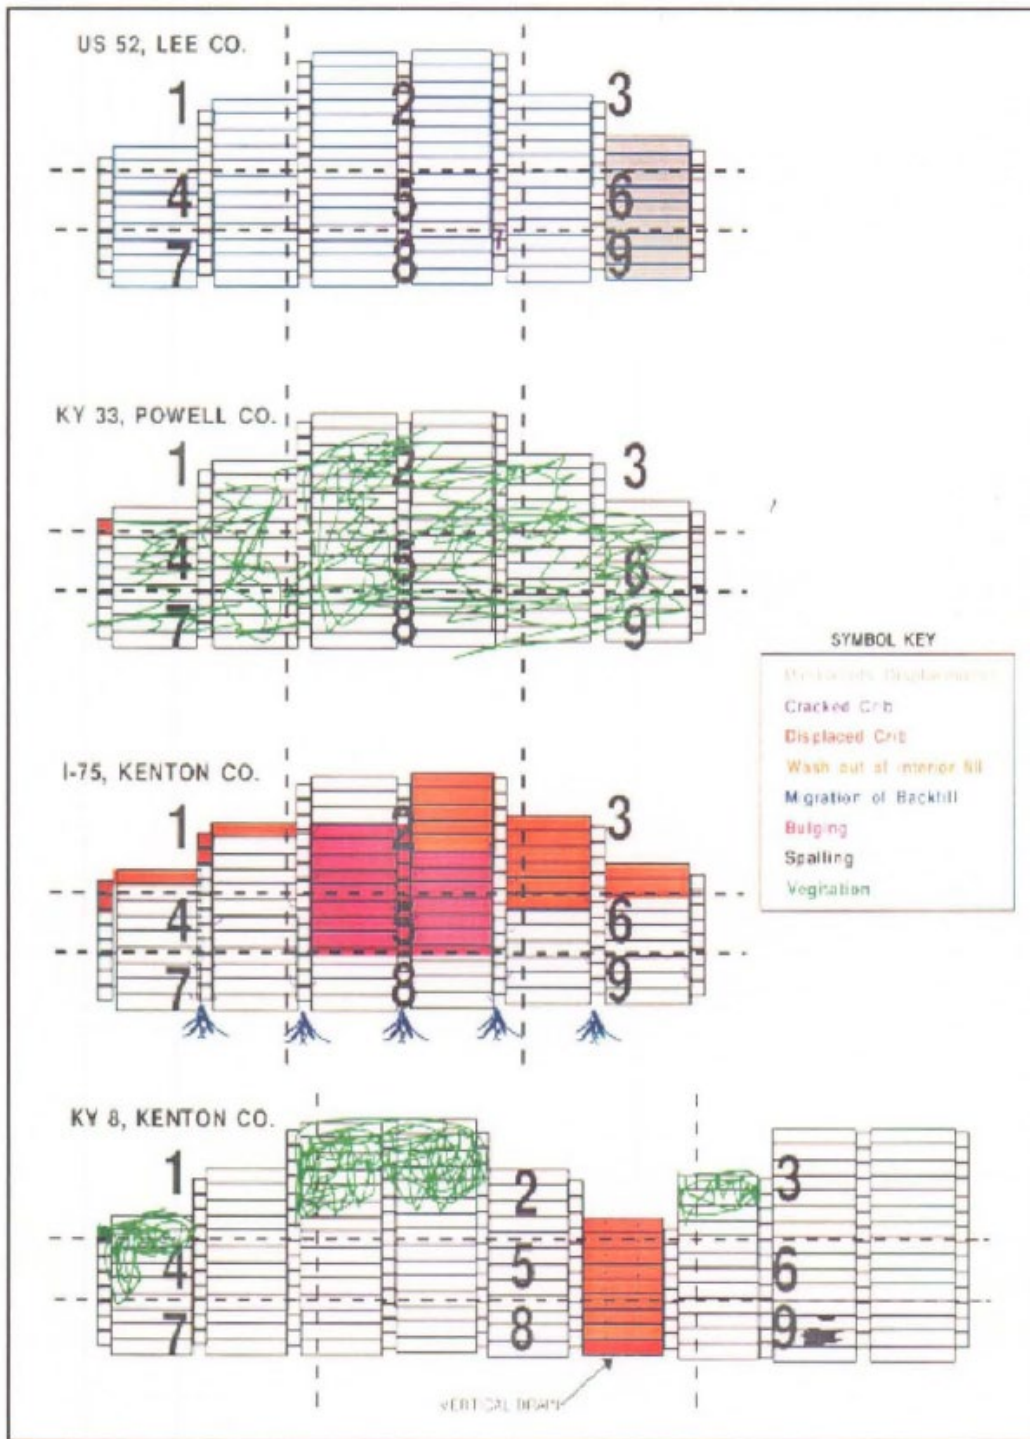 US 52, LEE CO.
1 2 3
4 5 6
7 8 9
KY 33, POWELL CO.
1 2 3
4 5 6
7 8 9
SYMBOL KEY
Cracked Crib
Displaced Crib
Wash out of Interior fill
Migration of Backfill
Bulging
Spalling
Vegitation
I-75, KENTON CO.
1 2 3
4 5 6
7 8 9
KY 8, KENTON CO.
1 2 3
4 5 6
7 8 9
VERTICAL DRAIN